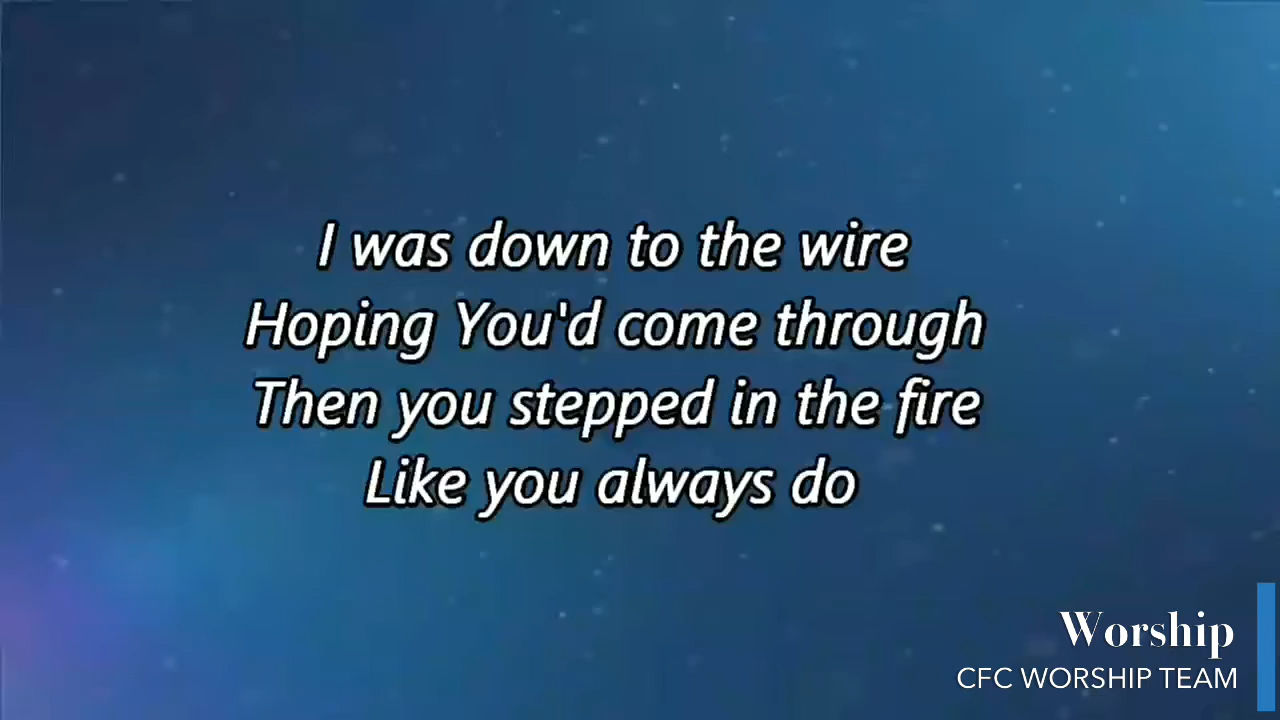 I was down to the wire
Hoping You'd come through
Then you stepped in the fire
Like you always do
Worship
CFC WORSHIP TEAM